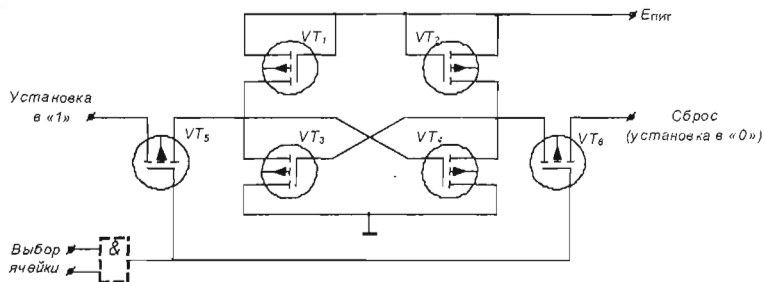 Eпит
VT1
VT2
Установка
в «1»
VT5
VT3
VT4
VT6
Сброс
(установка в «0»)
Выбор
ячейки
&